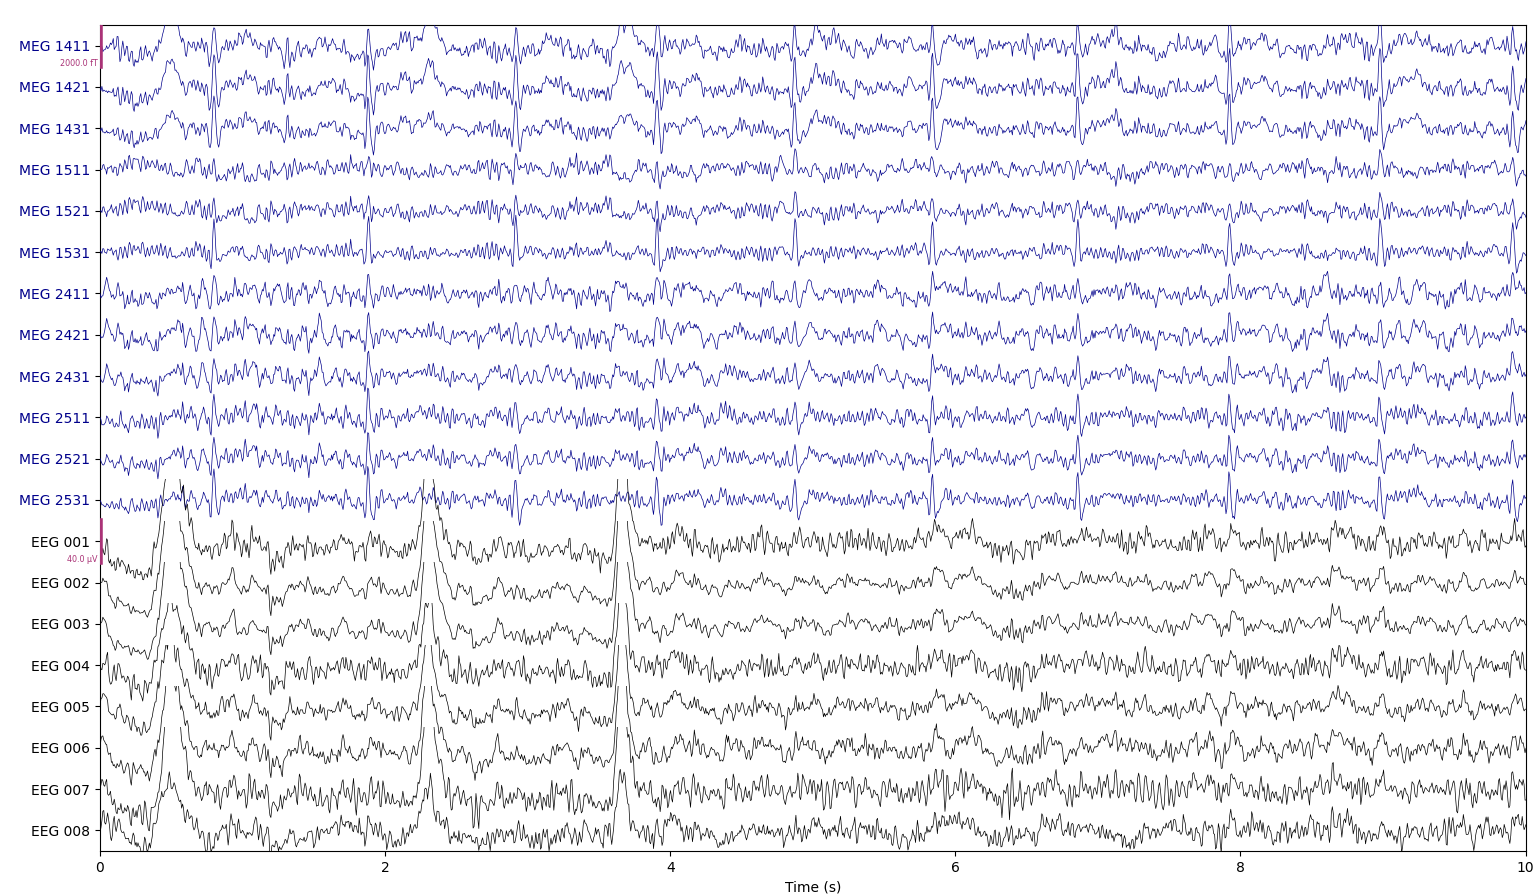 MEG 1411
2000.0 fT
MEG 1421
MEG 1431
MEG 1511
MEG 1521
MEG 1531
MEG 2411
MEG 2421
MEG 2431
MEG 2511
MEG 2521
MEG 2531
EEG 001
40.0 µV
EEG 002
EEG 003
EEG 004
EEG 005
EEG 006
EEG 007
EEG 008
0 2 4 6 8 10
Time (s)